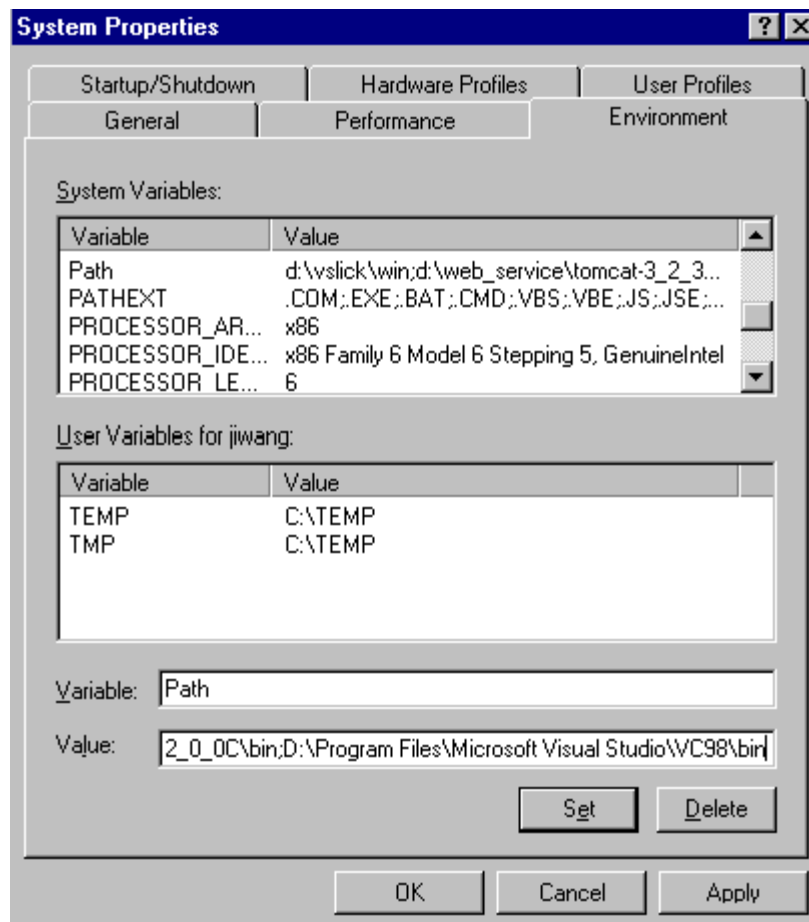 System Properties
Startup/Shutdown Hardware Profiles User Profiles
General Performance Environment
System Variables:
Variable Value
Path d:\vslick\win;d:\web_service\tomcat-3_2_3...
PATHEXT .COM;.EXE;.BAT;.CMD;.VBS;.VBE;.JS;.JSE;...
PROCESSOR_AR... x86
PROCESSOR_IDE... x86 Family 6 Model 6 Stepping 5, GenuineIntel
PROCESSOR_LE... 6
User Variables for jiwang:
Variable Value
TEMP C:\TEMP
TMP C:\TEMP
Variable: Path
Value: 2_0_0C\bin;D:\Program Files\Microsoft Visual Studio\VC98\bin
Set Delete
OK Cancel Apply